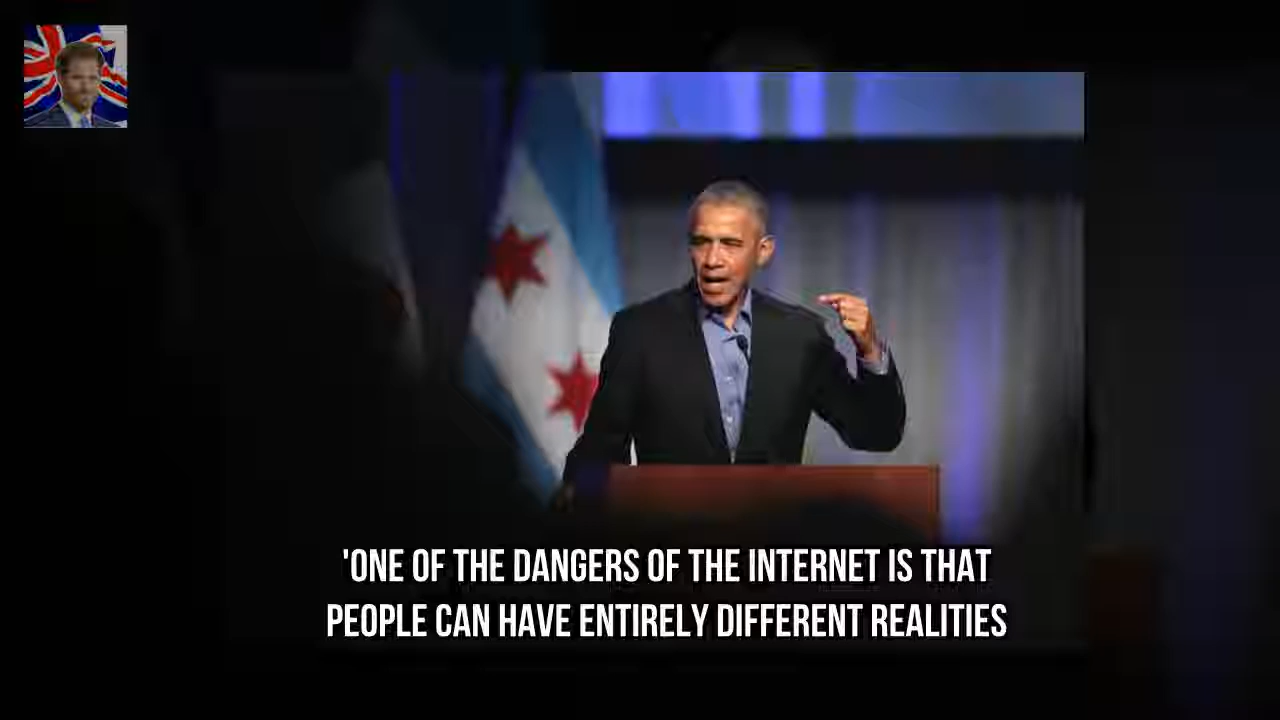 'ONE OF THE DANGERS OF THE INTERNET IS THAT
PEOPLE CAN HAVE ENTIRELY DIFFERENT REALITIES